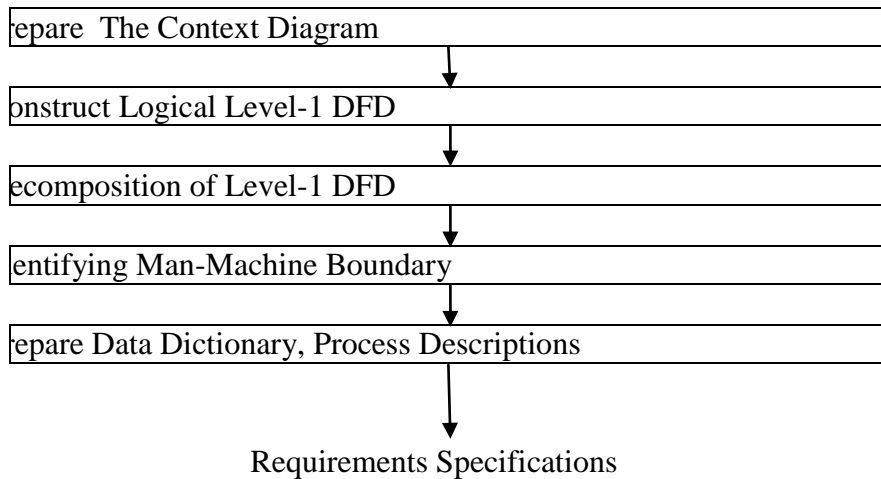 repare The Context Diagram
onstruct Logical Level-1 DFD
ecomposition of Level-1 DFD
entifying Man-Machine Boundary
repare Data Dictionary, Process Descriptions
Requirements Specifications